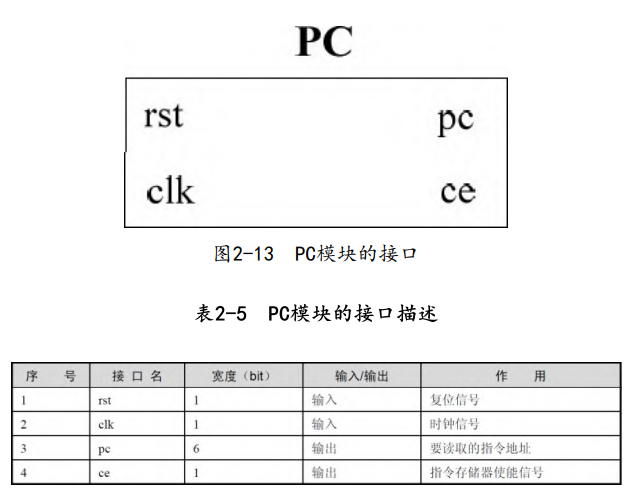 PC
rst pc
clk ce
图2-13 PC模块的接口
表2-5 PC模块的接口描述
序 号 接 口 名 宽度（bit） 输入/输出 作 用
1 rst 1 输入 复位信号
2 clk 1 输入 时钟信号
3 pc 6 输出 要读取的指令地址
4 ce 1 输出 指令存储器使能信号